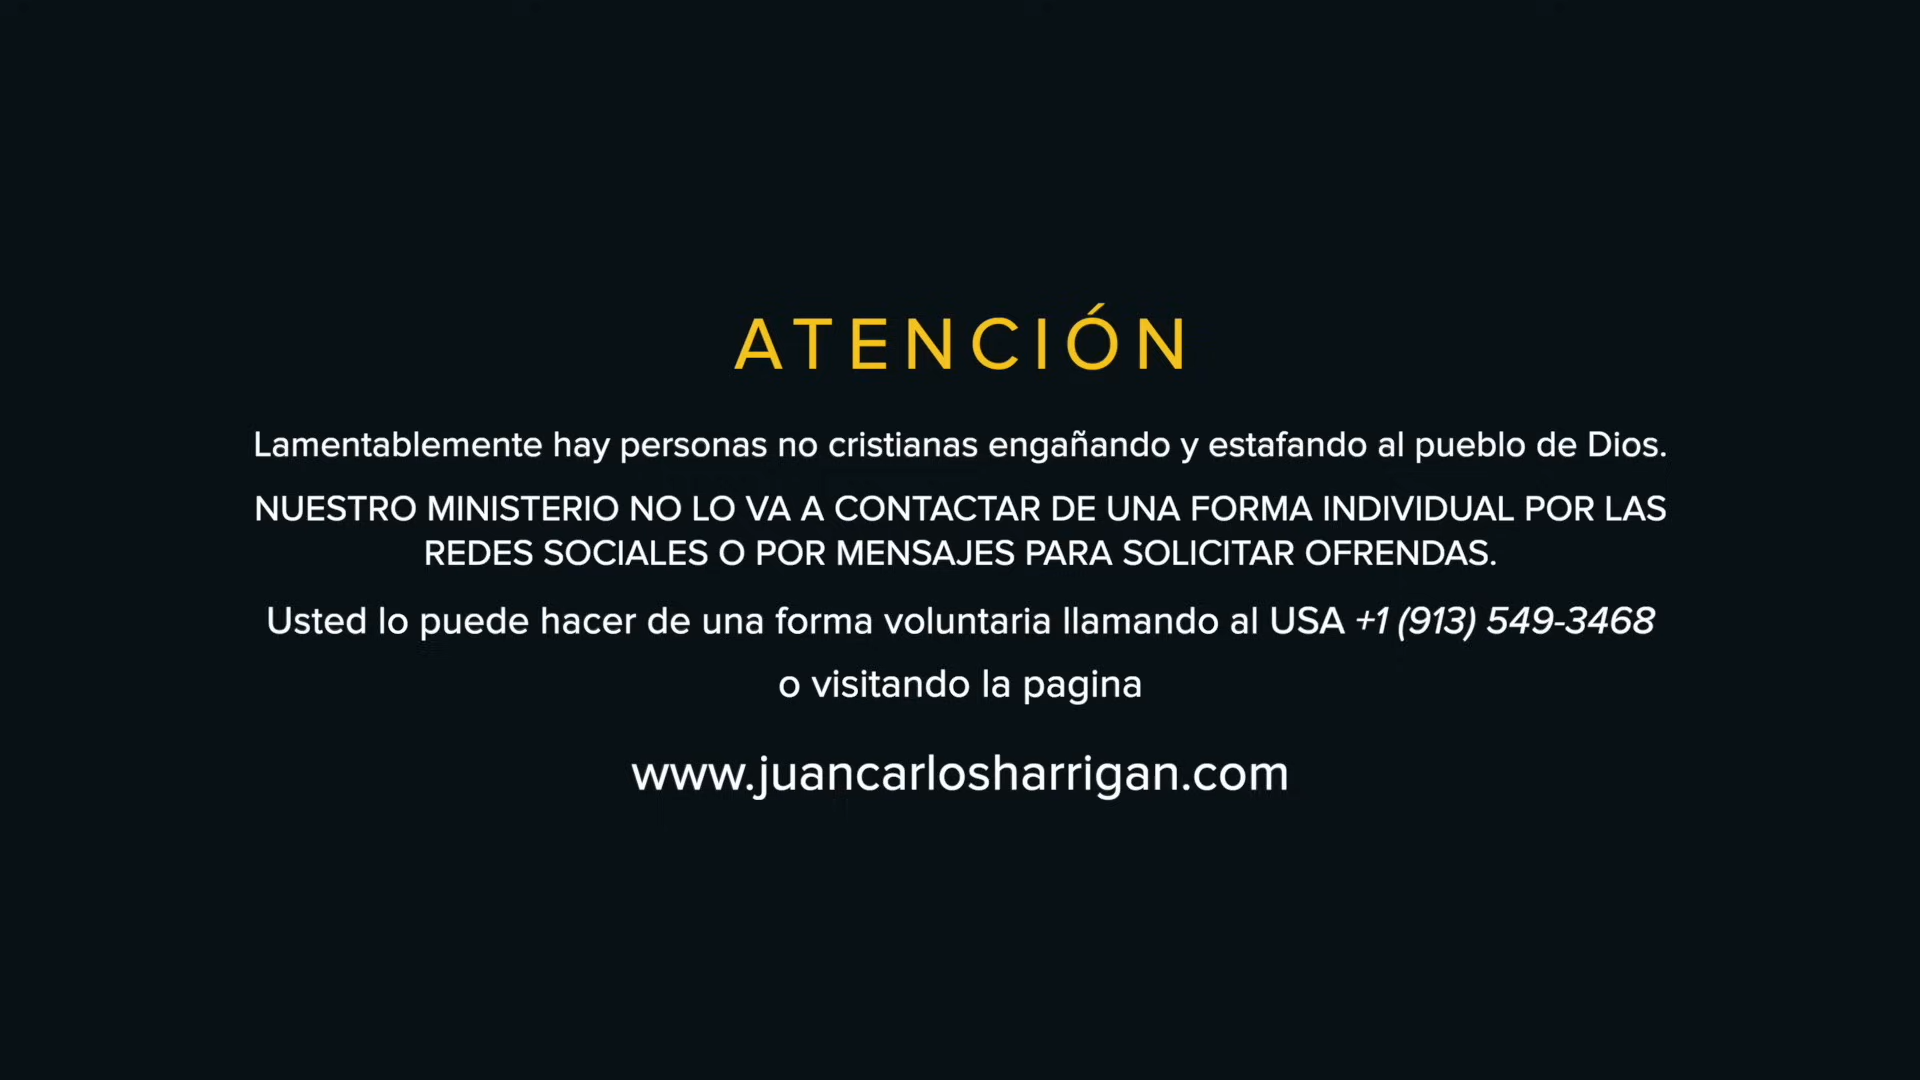 ATENCIÓN
Lamentablemente hay personas no cristianas engañando y estafando al pueblo de Dios.
NUESTRO MINISTERIO NO LO VA A CONTACTAR DE UNA FORMA INDIVIDUAL POR LAS
REDES SOCIALES O POR MENSAJES PARA SOLICITAR OFRENDAS.
Usted lo puede hacer de una forma voluntaria llamando al USA +1 (913) 549-3468
o visitando la pagina
www.juancarlosharrigan.com